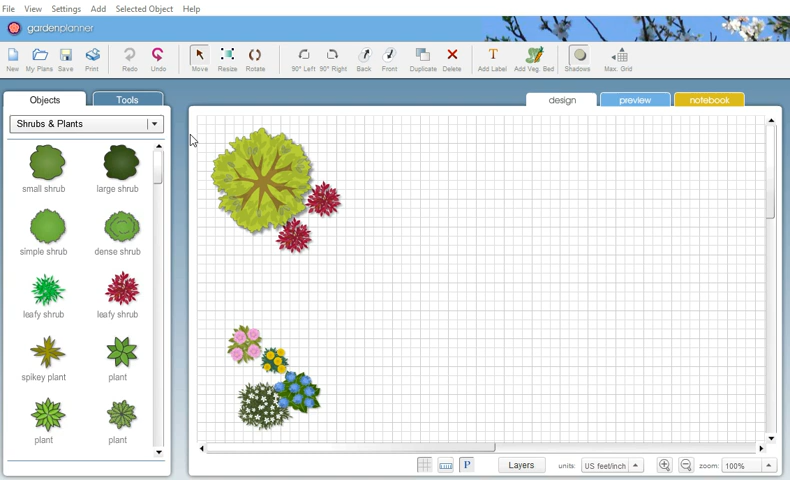 File View Settings Add Selected Object Help
gardenplanner
New My Plans Save Print Redo Undo Move Resize Rotate 90° Left 90° Right Back Front Duplicate Delete Add Label Add Veg. Bed Shadows Max. Grid
Objects Tools
design preview notebook
Shrubs & Plants
small shrub large shrub
simple shrub dense shrub
leafy shrub leafy shrub
spikey plant plant
plant plant
P Layers units: US feet/inch zoom: 100%